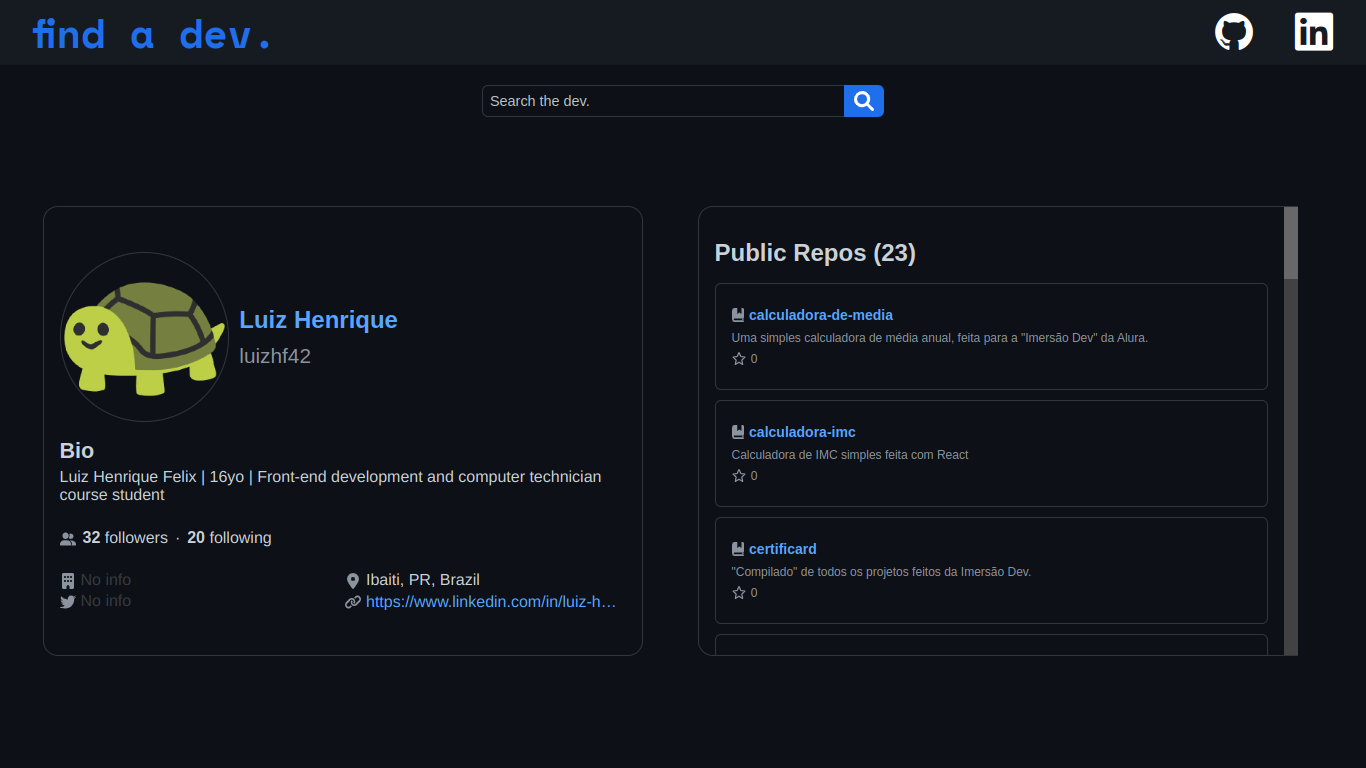 find a dev.
Search the dev.
Luiz Henrique
luizhf42
Bio
Luiz Henrique Felix | 16yo | Front-end development and computer technician
course student
32 followers · 20 following
No info
Ibaiti, PR, Brazil
No info
https://www.linkedin.com/in/luiz-h…
Public Repos (23)
calculadora-de-media
Uma simples calculadora de média anual, feita para a "Imersão Dev" da Alura.
0
calculadora-imc
Calculadora de IMC simples feita com React
0
certificard
"Compilado" de todos os projetos feitos da Imersão Dev.
0